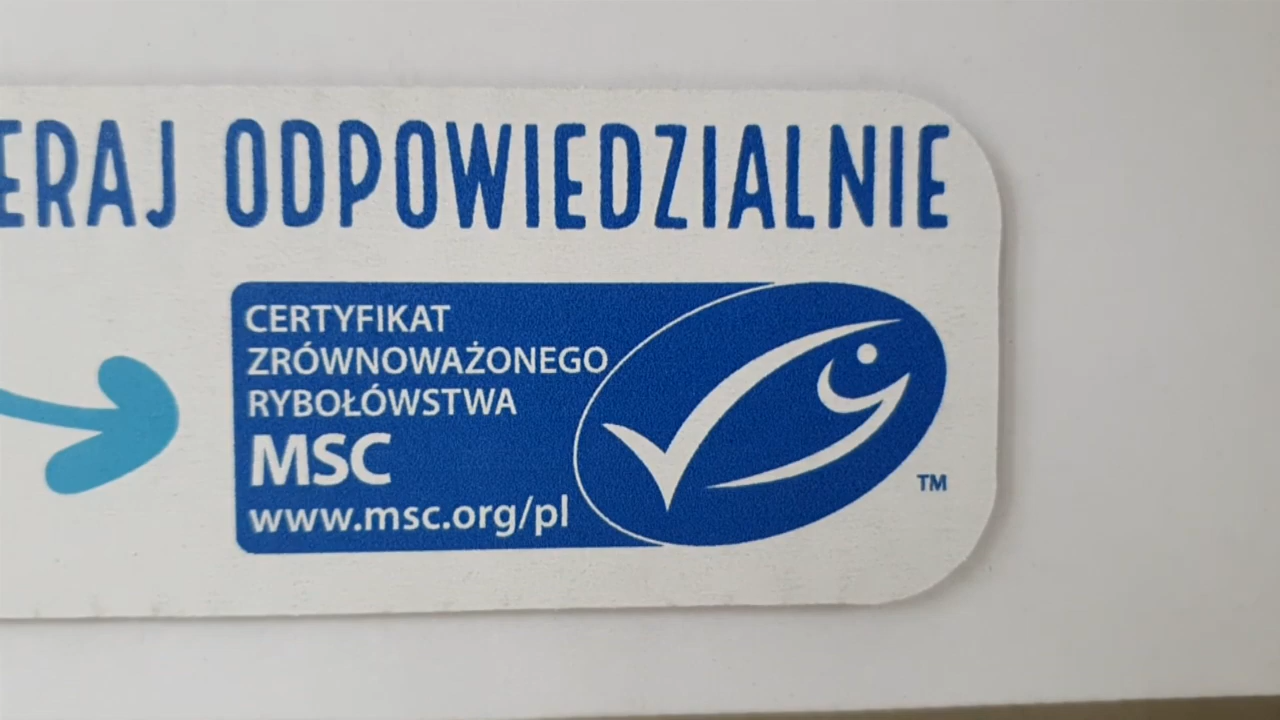 ERAJ ODPOWIEDZIALNIE
CERTYFIKAT
ZRÓWNOWAŻONEGO
RYBOŁÓWSTWA
MSC
www.msc.org/pl
TM